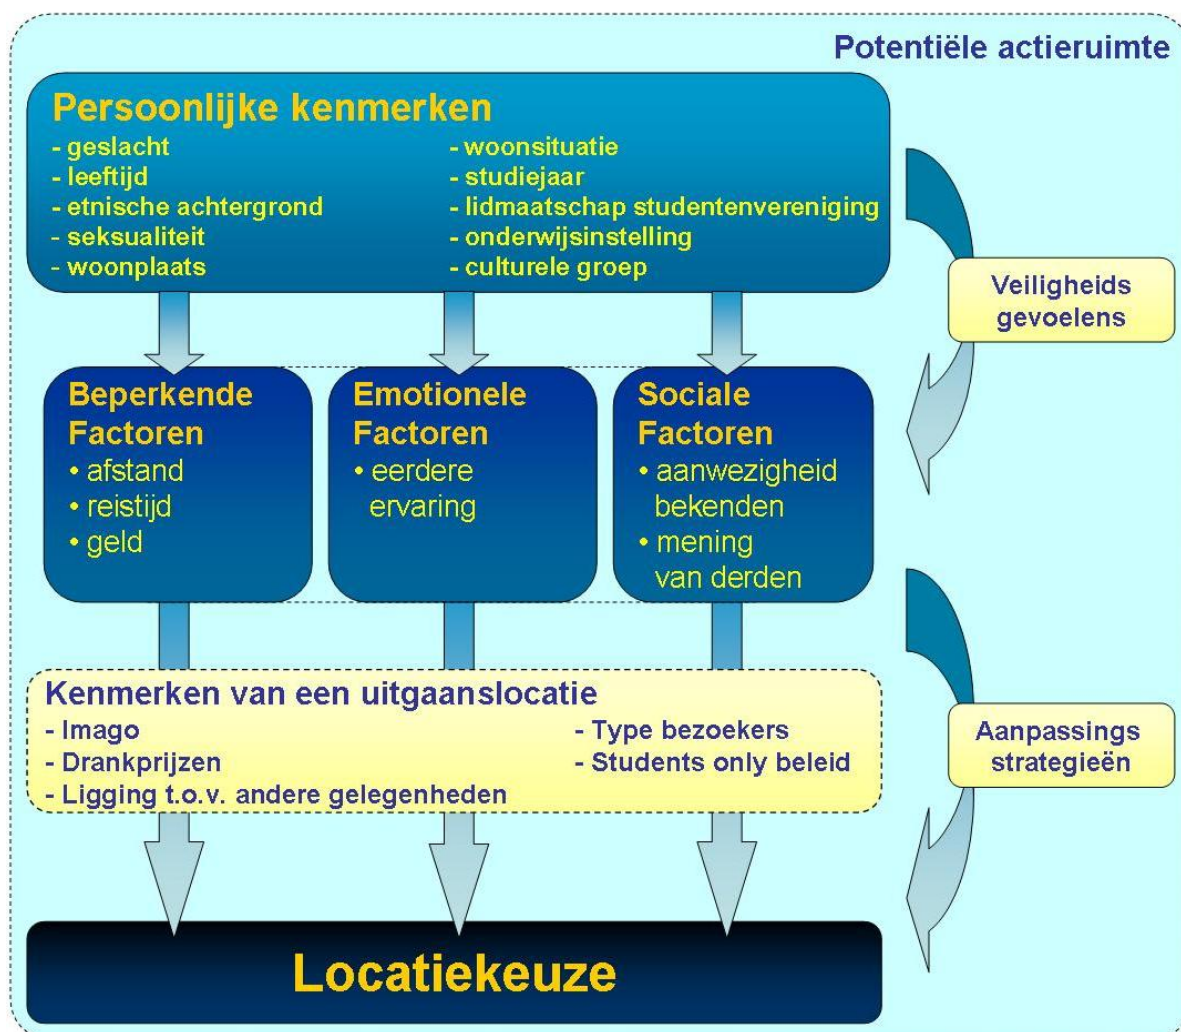 Potentiële actieruimte
Persoonlijke kenmerken
- geslacht
- leeftijd
- etnische achtergrond
- seksualiteit
- woonplaats
- woonsituatie
- studiejaar
- lidmaatschap studentenvereniging
- onderwijsinstelling
- culturele groep
Veiligheids
gevoelens
Beperkende
Factoren
• afstand
• reistijd
• geld
Emotionele
Factoren
• eerdere
ervaring
Sociale
Factoren
• aanwezigheid
bekenden
• mening
van derden
Kenmerken van een uitgaanslocatie
- Imago
- Drankprijzen
- Ligging t.o.v. andere gelegenheden
- Type bezoekers
- Students only beleid
Aanpassings
strategieën
Locatiekeuze